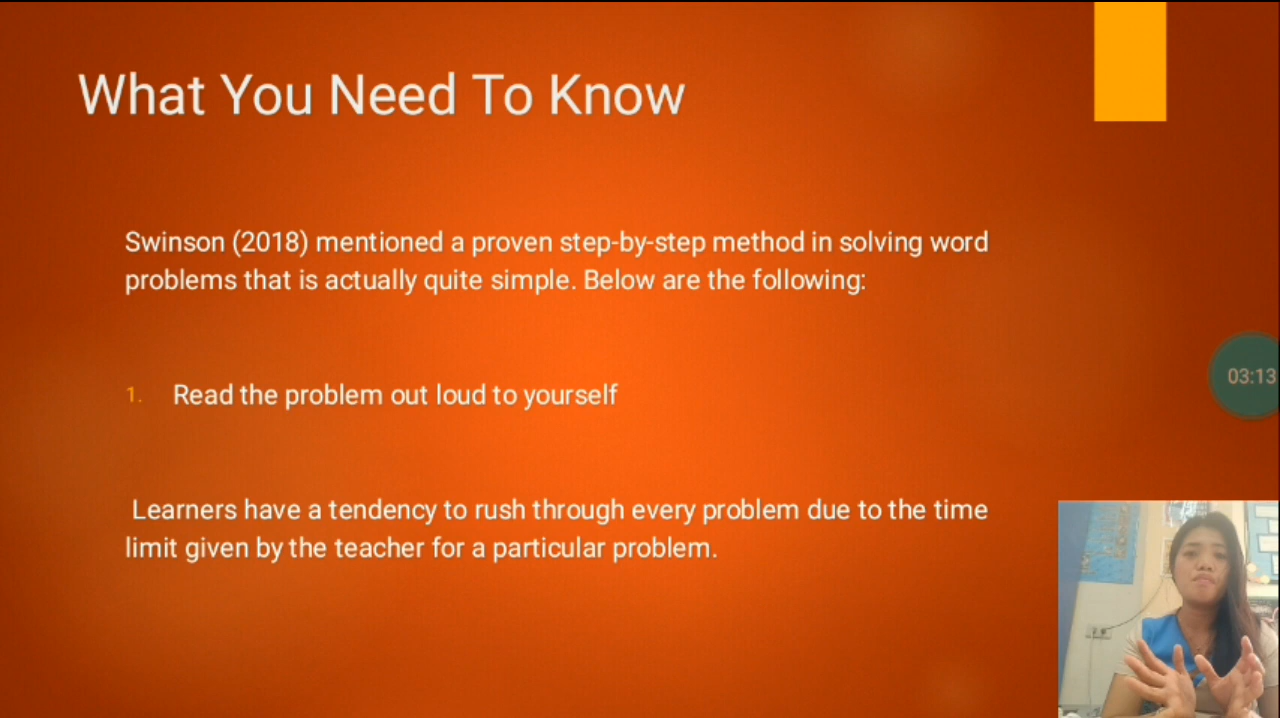 What You Need To Know
Swinson (2018) mentioned a proven step-by-step method in solving word
problems that is actually quite simple. Below are the following:
1. Read the problem out loud to yourself
03:13
Learners have a tendency to rush through every problem due to the time
limit given by the teacher for a particular problem.